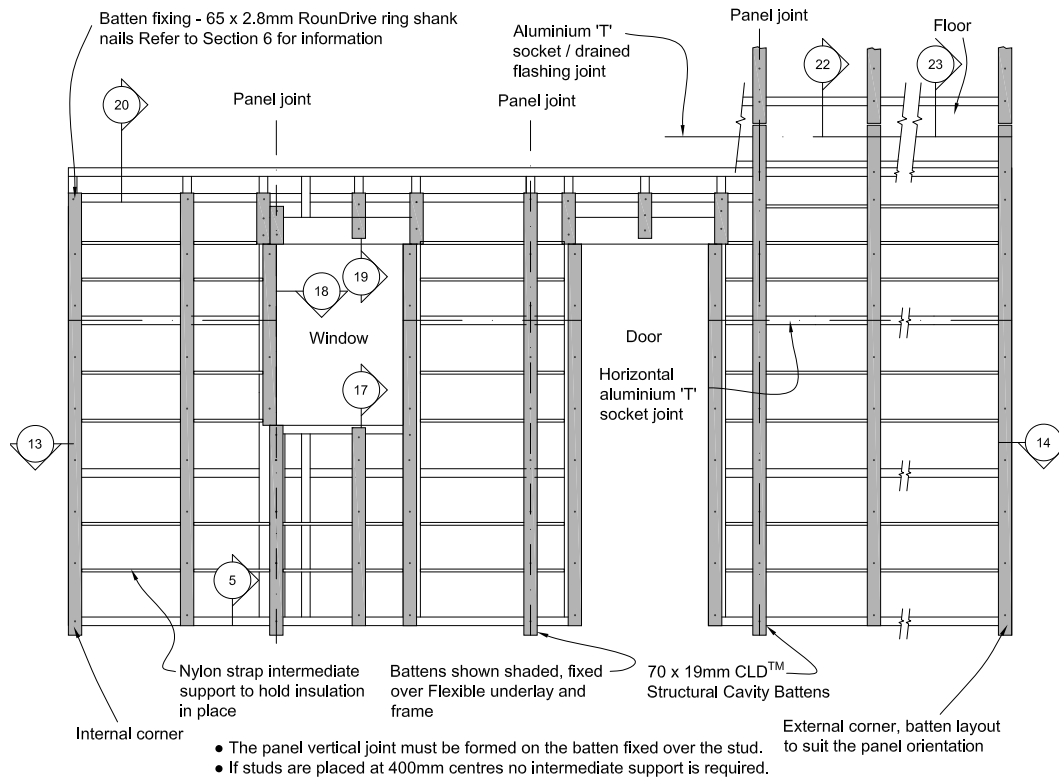 Batten fixing - 65 x 2.8mm RounDrive ring shank
nails Refer to Section 6 for information
Aluminium 'T'
socket / drained
flashing joint
Panel joint
Floor
20
Panel joint
Panel joint
22
23
19
18
Window
Door
17
Horizontal
aluminium 'T'
socket joint
13
14
5
Nylon strap intermediate
support to hold insulation
in place
Battens shown shaded, fixed
over Flexible underlay and
frame
70 x 19mm CLD™
Structural Cavity Battens
Internal corner
External corner, batten layout
to suit the panel orientation
● The panel vertical joint must be formed on the batten fixed over the stud.
● If studs are placed at 400mm centres no intermediate support is required.